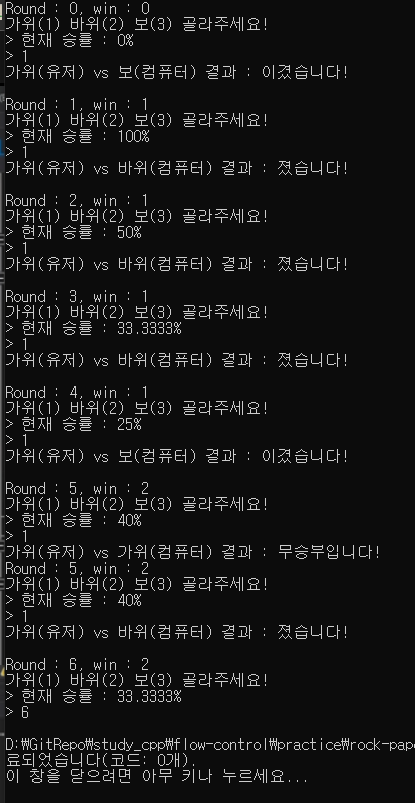 Round : 0, win : 0
가위(1) 바위(2) 보(3) 골라주세요!
> 현재 승률 : 0%
> 1
가위(유저) vs 보(컴퓨터) 결과 : 이겼습니다!
Round : 1, win : 1
가위(1) 바위(2) 보(3) 골라주세요!
> 현재 승률 : 100%
> 1
가위(유저) vs 바위(컴퓨터) 결과 : 졌습니다!
Round : 2, win : 1
가위(1) 바위(2) 보(3) 골라주세요!
> 현재 승률 : 50%
> 1
가위(유저) vs 바위(컴퓨터) 결과 : 졌습니다!
Round : 3, win : 1
가위(1) 바위(2) 보(3) 골라주세요!
> 현재 승률 : 33.3333%
> 1
가위(유저) vs 바위(컴퓨터) 결과 : 졌습니다!
Round : 4, win : 1
가위(1) 바위(2) 보(3) 골라주세요!
> 현재 승률 : 25%
> 1
가위(유저) vs 보(컴퓨터) 결과 : 이겼습니다!
Round : 5, win : 2
가위(1) 바위(2) 보(3) 골라주세요!
> 현재 승률 : 40%
> 1
가위(유저) vs 가위(컴퓨터) 결과 : 무승부입니다!
Round : 5, win : 2
가위(1) 바위(2) 보(3) 골라주세요!
> 현재 승률 : 40%
> 1
가위(유저) vs 바위(컴퓨터) 결과 : 졌습니다!
Round : 6, win : 2
가위(1) 바위(2) 보(3) 골라주세요!
> 현재 승률 : 33.3333%
> 6
D:₩GitRepo₩study_cpp₩flow-control₩practice₩rock-pape
료되었습니다(코드: 0개).
이 창을 닫으려면 아무 키나 누르세요...